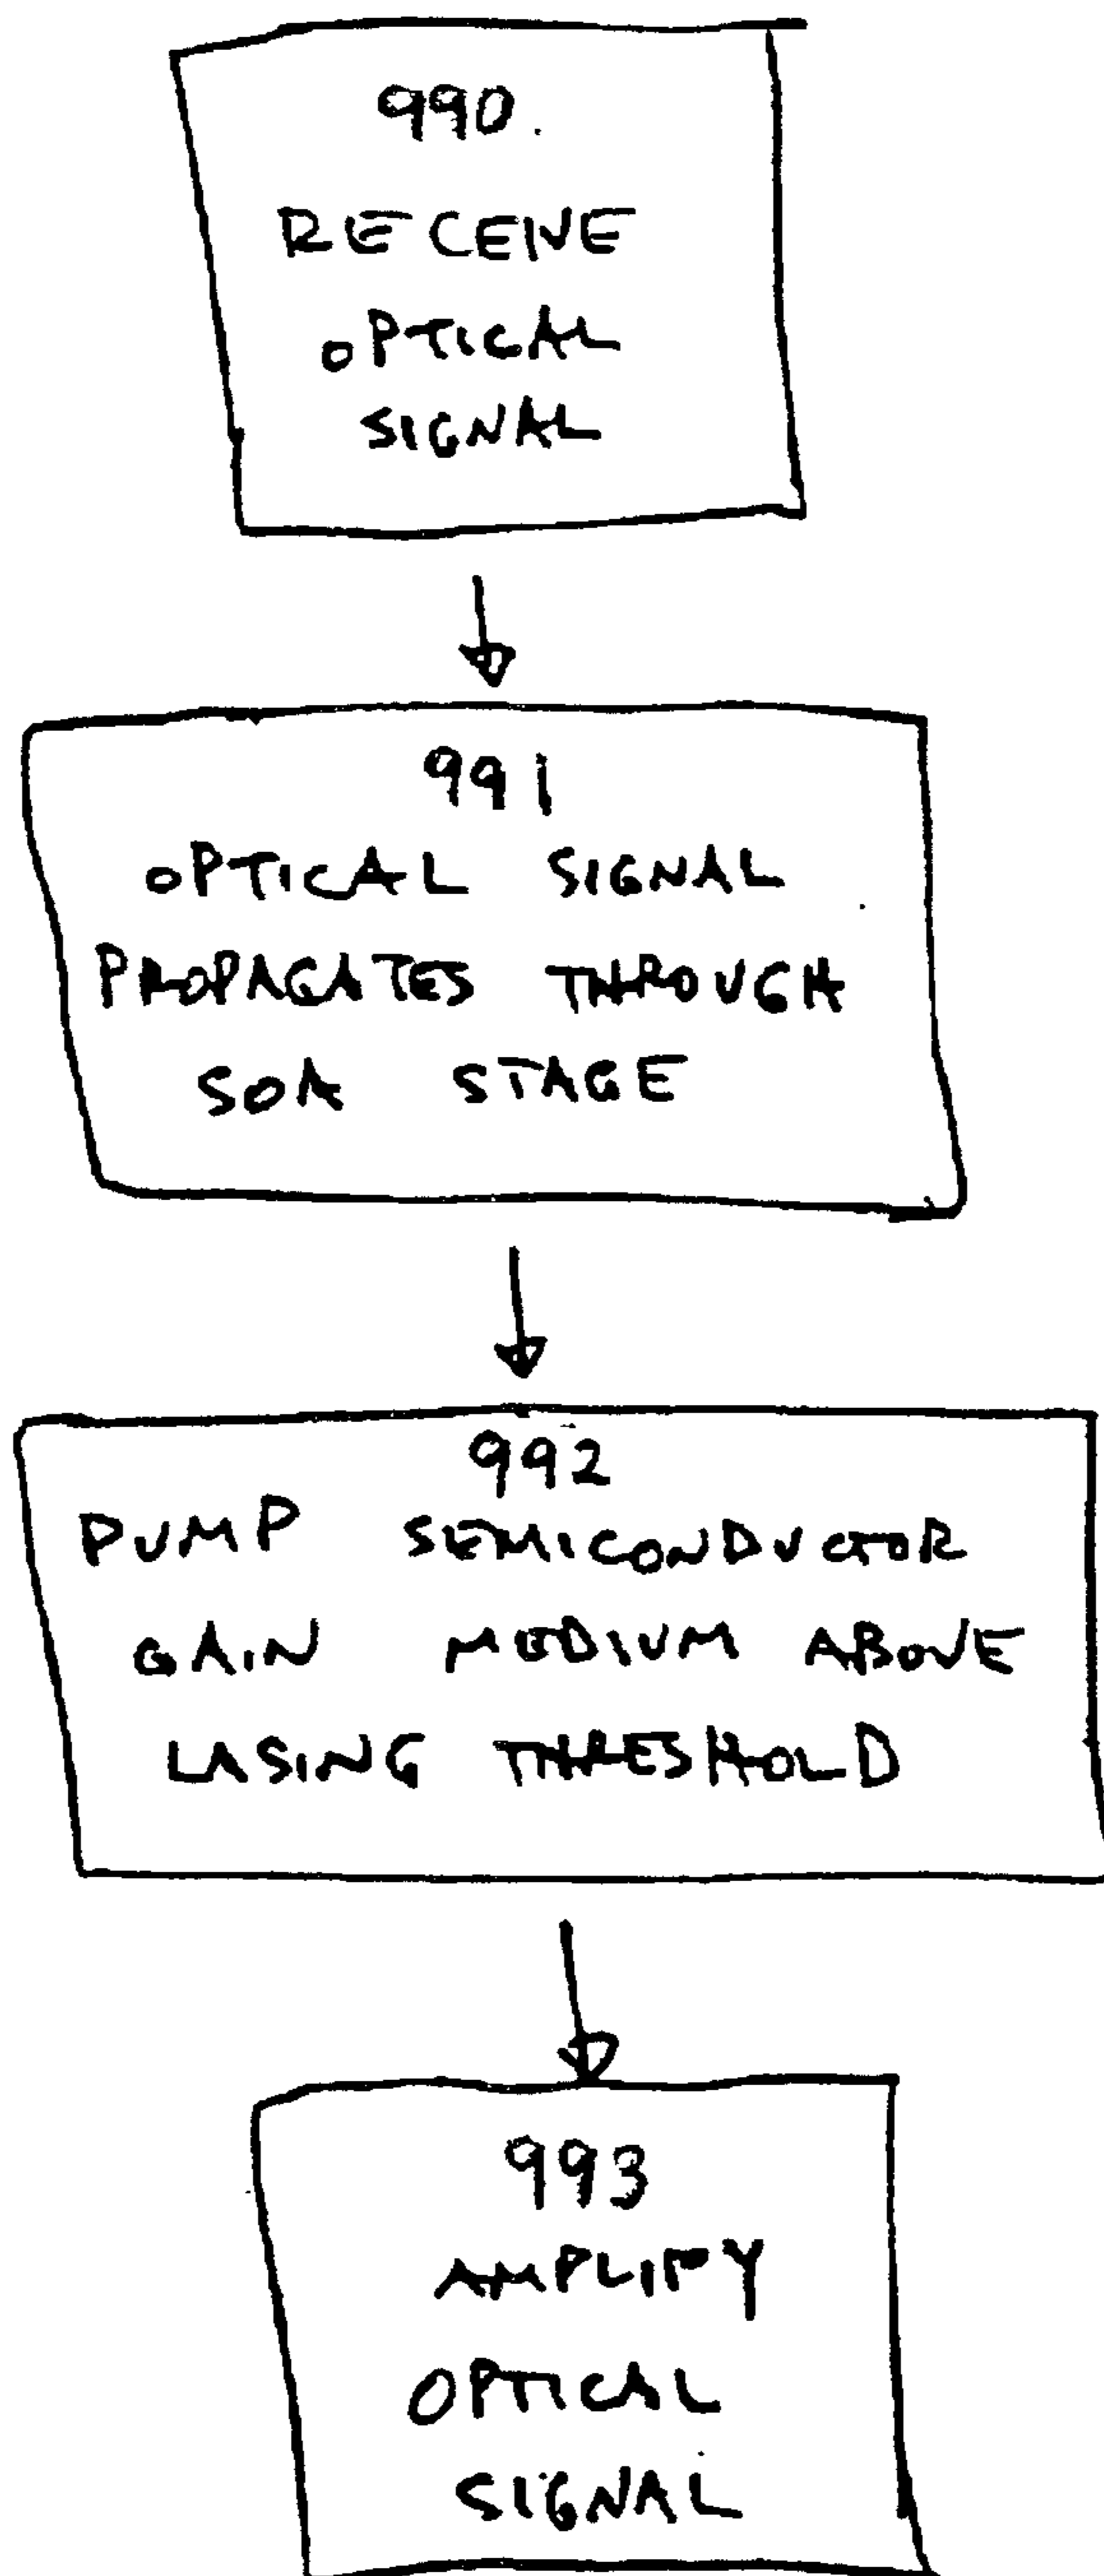 990.
RECEIVE
OPTICAL
SIGNAL
991
OPTICAL SIGNAL
PROPAGATES THROUGH
SOA STAGE
992
PUMP SEMICONDUCTOR
GAIN MEDIUM ABOVE
LASING THRESHOLD
993
AMPLIFY
OPTICAL
SIGNAL